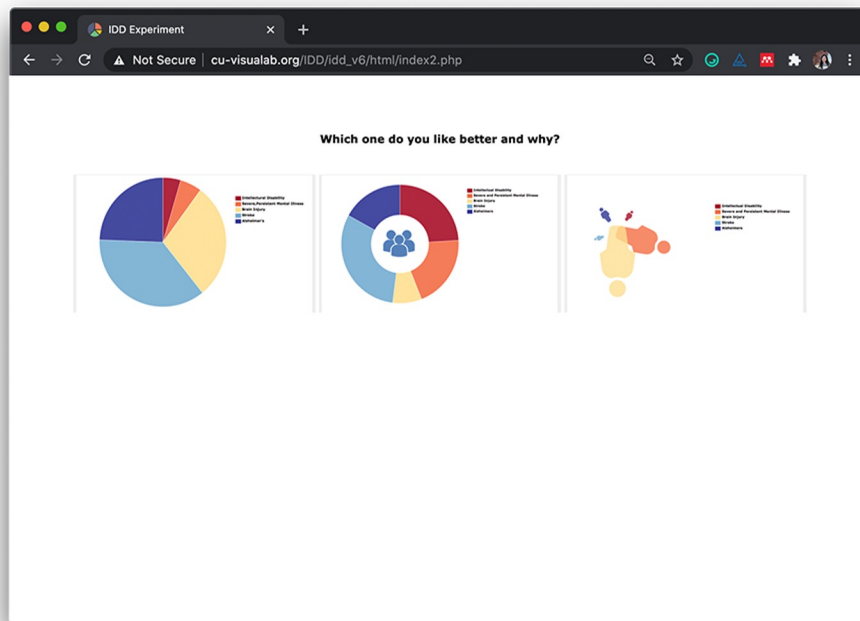 IDD Experiment
Not Secure | cu-visualab.org/IDD/idd_v6/html/index2.php
Which one do you like better and why?
Intellectural Disability
Severe,Persistent Mental Illness
Brain Injury
Stroke
Alzheimer's
Intellectual Disability
Severe and Persistent Mental Illness
Brain Injury
Stroke
Alzheimers
Intellectual Disability
Severe and Persistent Mental Illness
Brain Injury
Stroke
Alzheimers